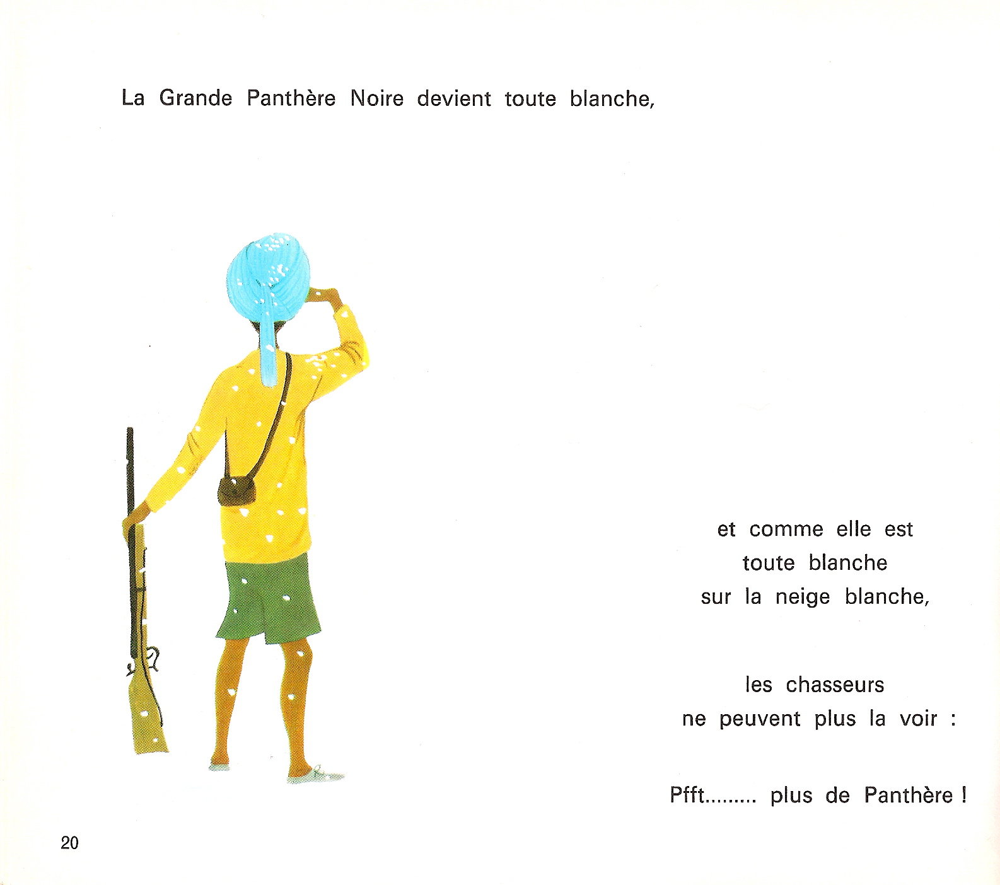 La Grande Panthère Noire devient toute blanche,
et comme elle est
toute blanche
sur la neige blanche,
les chasseurs
ne peuvent plus la voir :
Pfft......... plus de Panthère !
20